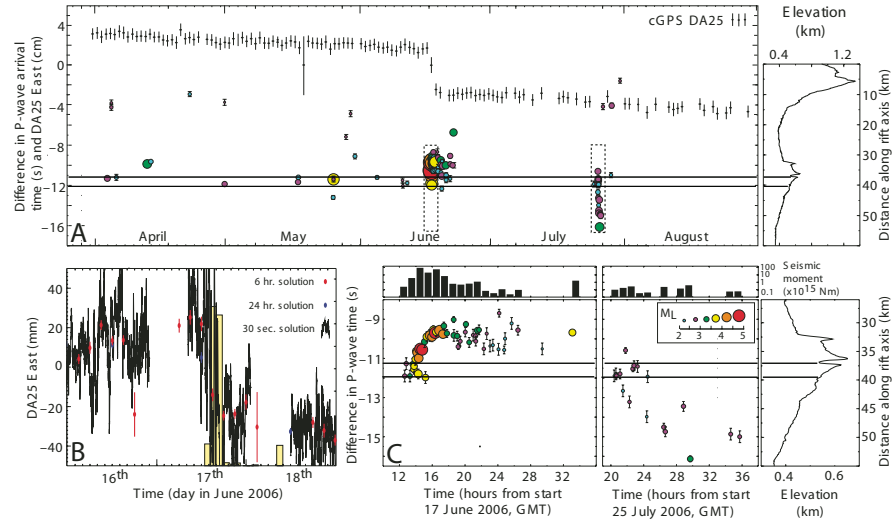 Elevation
(km)
0.4 1.2
cGPS DA25
4
0
-4
-8
-12
-16
Difference in P-wave arrival
time (s) and DA25 East (cm)
A
April May June July August
10
20
30
40
50
Distance along rift axis (km)
6 hr. solution
24 hr. solution
30 sec. solution
40
20
0
-20
-40
DA25 East (mm)
B
16th 17th 18th
Time (day in June 2006)
100
10
1
0.1
Seismic
moment
(x10^15 Nm)
ML
2 3 4 5
-9
-11
-13
-15
Difference in P-wave time (s)
C
12 16 20 24 28 32
Time (hours from start
17 June 2006, GMT)
20 24 28 32 36
Time (hours from start
25 July 2006, GMT)
30
35
40
45
50
Distance along rift axis (km)
0.4 0.6
Elevation
(km)